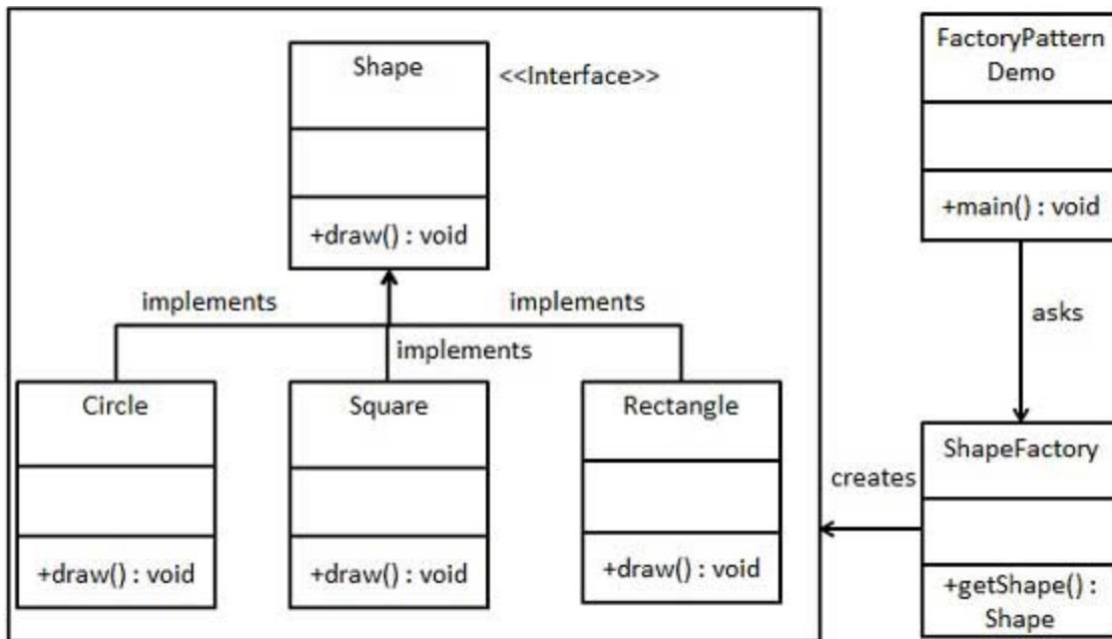 Shape
<<Interface>>
+draw() : void
implements
implements
implements
Circle
+draw() : void
Square
+draw() : void
Rectangle
+draw() : void
FactoryPattern
Demo
+main() : void
asks
ShapeFactory
+getShape() :
Shape
creates